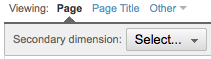 Viewing: Page Page Title Other
Secondary dimension: Select...